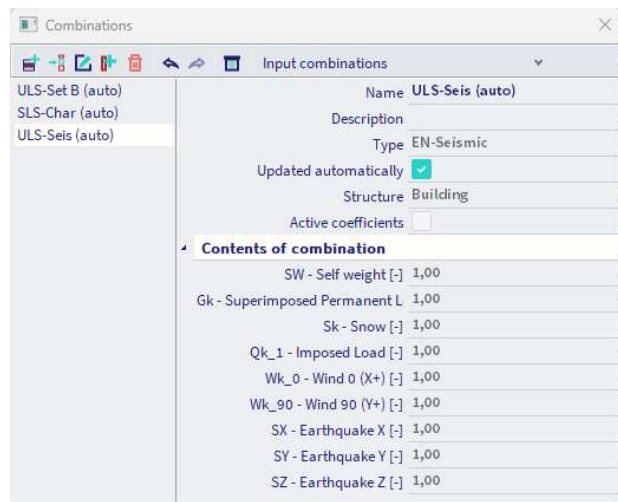 Combinations
Input combinations
ULS-Set B (auto)
SLS-Char (auto)
ULS-Seis (auto)
Name ULS-Seis (auto)
Description
Type EN-Seismic
Updated automatically
Structure Building
Active coefficients
Contents of combination
SW - Self weight [-] 1,00
Gk - Superimposed Permanent L 1,00
Sk - Snow [-] 1,00
Qk_1 - Imposed Load [-] 1,00
Wk_0 - Wind 0 (X+) [-] 1,00
Wk_90 - Wind 90 (Y+) [-] 1,00
SX - Earthquake X [-] 1,00
SY - Earthquake Y [-] 1,00
SZ - Earthquake Z [-] 1,00